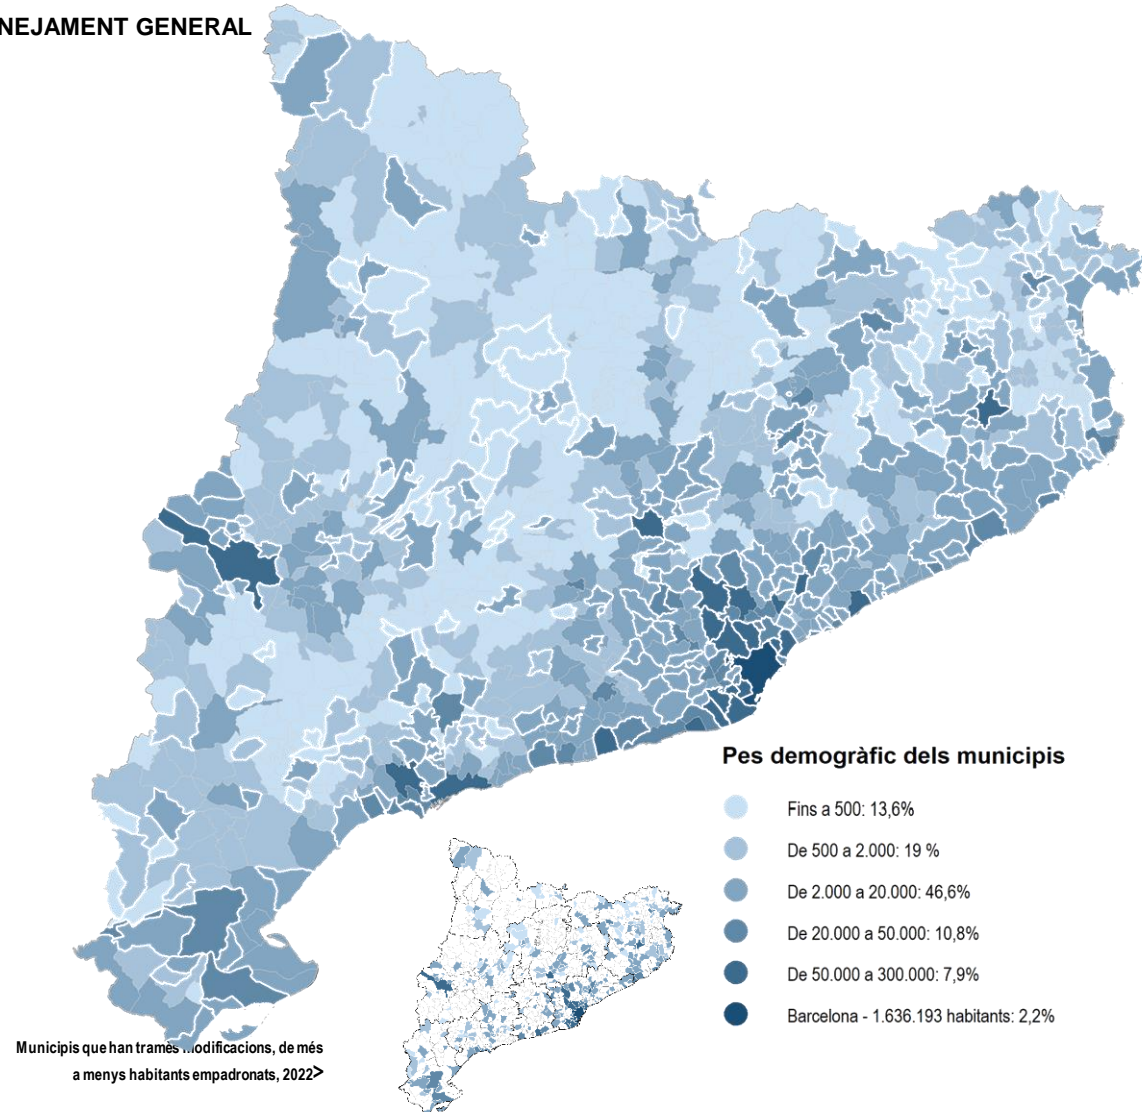 NEJAMENT GENERAL
Pes demogràfic dels municipis
Fins a 500: 13,6%
De 500 a 2.000: 19 %
De 2.000 a 20.000: 46,6%
De 20.000 a 50.000: 10,8%
De 50.000 a 300.000: 7,9%
Barcelona - 1.636.193 habitants: 2,2%
Municipis que han tramès modificacions, de més
a menys habitants empadronats, 2022>